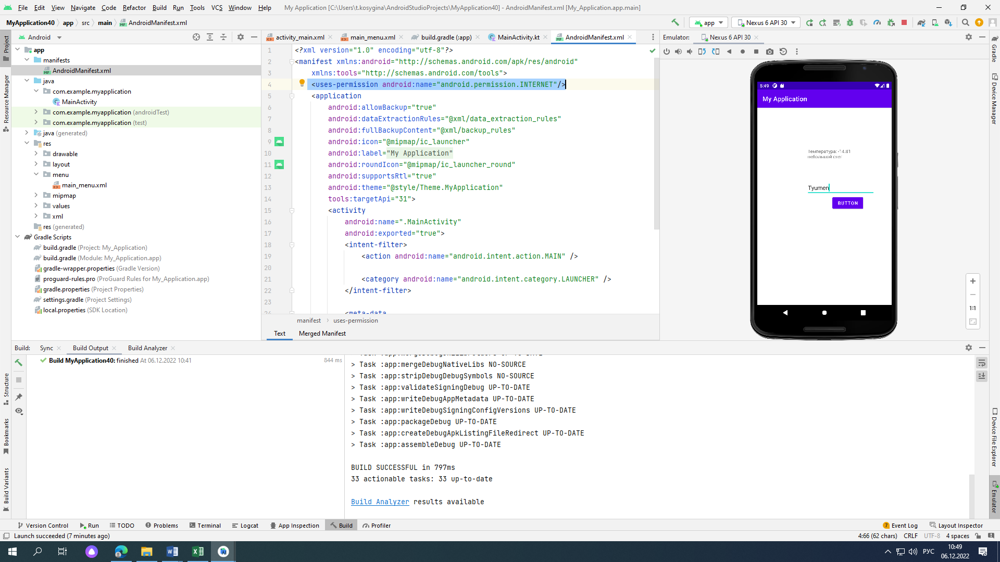 File Edit View Navigate Code Refactor Build Run Tools VCS Window Help My Application [C:\Users\t.kosygina\AndroidStudioProjects\MyApplication40] - AndroidManifest.xml [My_Application.app.main]
MyApplication40 app src main AndroidManifest.xml app Nexus 6 API 30
Android activity_main.xml main_menu.xml build.gradle (:app) MainActivity.kt AndroidManifest.xml Emulator: Nexus 6 API 30
Project
Resource Manager
Structure
Bookmarks
Build Variants
app
manifests
AndroidManifest.xml
java
com.example.myapplication
MainActivity
com.example.myapplication (androidTest)
com.example.myapplication (test)
java (generated)
res
drawable
layout
menu
main_menu.xml
mipmap
values
xml
res (generated)
Gradle Scripts
build.gradle (Project: My_Application)
build.gradle (Module: My_Application.app)
gradle-wrapper.properties (Gradle Version)
proguard-rules.pro (ProGuard Rules for My_Application.app)
gradle.properties (Project Properties)
settings.gradle (Project Settings)
local.properties (SDK Location)
1 <?xml version="1.0" encoding="utf-8"?>
2 <manifest xmlns:android="http://schemas.android.com/apk/res/android"
3 xmlns:tools="http://schemas.android.com/tools">
4 <uses-permission android:name="android.permission.INTERNET"/>
5 <application
6 android:allowBackup="true"
7 android:dataExtractionRules="@xml/data_extraction_rules"
8 android:fullBackupContent="@xml/backup_rules"
9 android:icon="@mipmap/ic_launcher"
10 android:label="My Application"
11 android:roundIcon="@mipmap/ic_launcher_round"
12 android:supportsRtl="true"
13 android:theme="@style/Theme.MyApplication"
14 tools:targetApi="31">
15 <activity
16 android:name=".MainActivity"
17 android:exported="true">
18 <intent-filter>
19 <action android:name="android.intent.action.MAIN" />
20
21 <category android:name="android.intent.category.LAUNCHER" />
22 </intent-filter>
23
24 <meta-data
manifest uses-permission
Text Merged Manifest
5:49
My Application
Температура: -14.81
небольшой снег
Tyumen
BUTTON
1:1
Gradle
Device Manager
Device File Explorer
Emulator
Build: Sync Build Output Build Analyzer
Build MyApplication40: finished At 06.12.2022 10:41 844 ms
> Task :app:mergeDebugNativeLibs NO-SOURCE
> Task :app:stripDebugDebugSymbols NO-SOURCE
> Task :app:validateSigningDebug UP-TO-DATE
> Task :app:writeDebugAppMetadata UP-TO-DATE
> Task :app:writeDebugSigningConfigVersions UP-TO-DATE
> Task :app:packageDebug UP-TO-DATE
> Task :app:createDebugApkListingFileRedirect UP-TO-DATE
> Task :app:assembleDebug UP-TO-DATE
BUILD SUCCESSFUL in 797ms
33 actionable tasks: 33 up-to-date
Build Analyzer results available
Version Control Run TODO Problems Terminal Logcat App Inspection Build Profiler 7 Event Log Layout Inspector
Launch succeeded (7 minutes ago) 4:66 (62 chars) CRLF UTF-8 4 spaces
РУС 10:49
06.12.2022